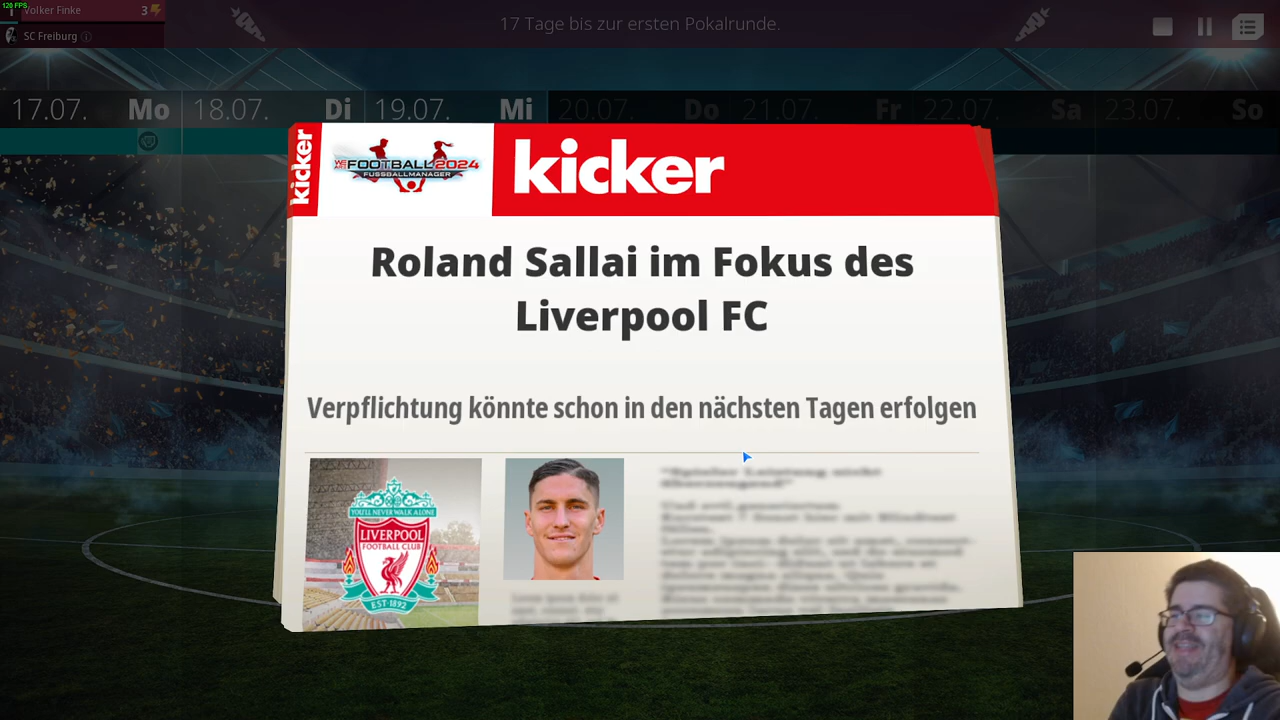 120 FPS
Volker Finke 3
SC Freiburg
17 Tage bis zur ersten Pokalrunde.
17.07. Mo 18.07. Di 19.07. Mi 20.07. Do 21.07. Fr 22.07. Sa 23.07. So
kicker
WE ARE FOOTBALL 2024
FUSSBALLMANAGER
kicker
Roland Sallai im Fokus des
Liverpool FC
Verpflichtung könnte schon in den nächsten Tagen erfolgen
YOU'LL NEVER WALK ALONE
LIVERPOOL
FOOTBALL CLUB
EST·1892